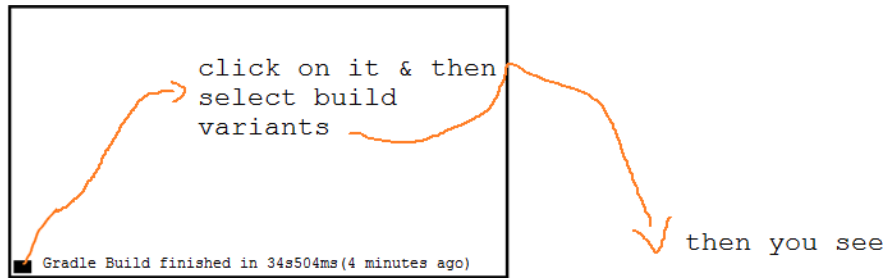 click on it & then
select build
variants
then you see
Gradle Build finished in 34s504ms(4 minutes ago)